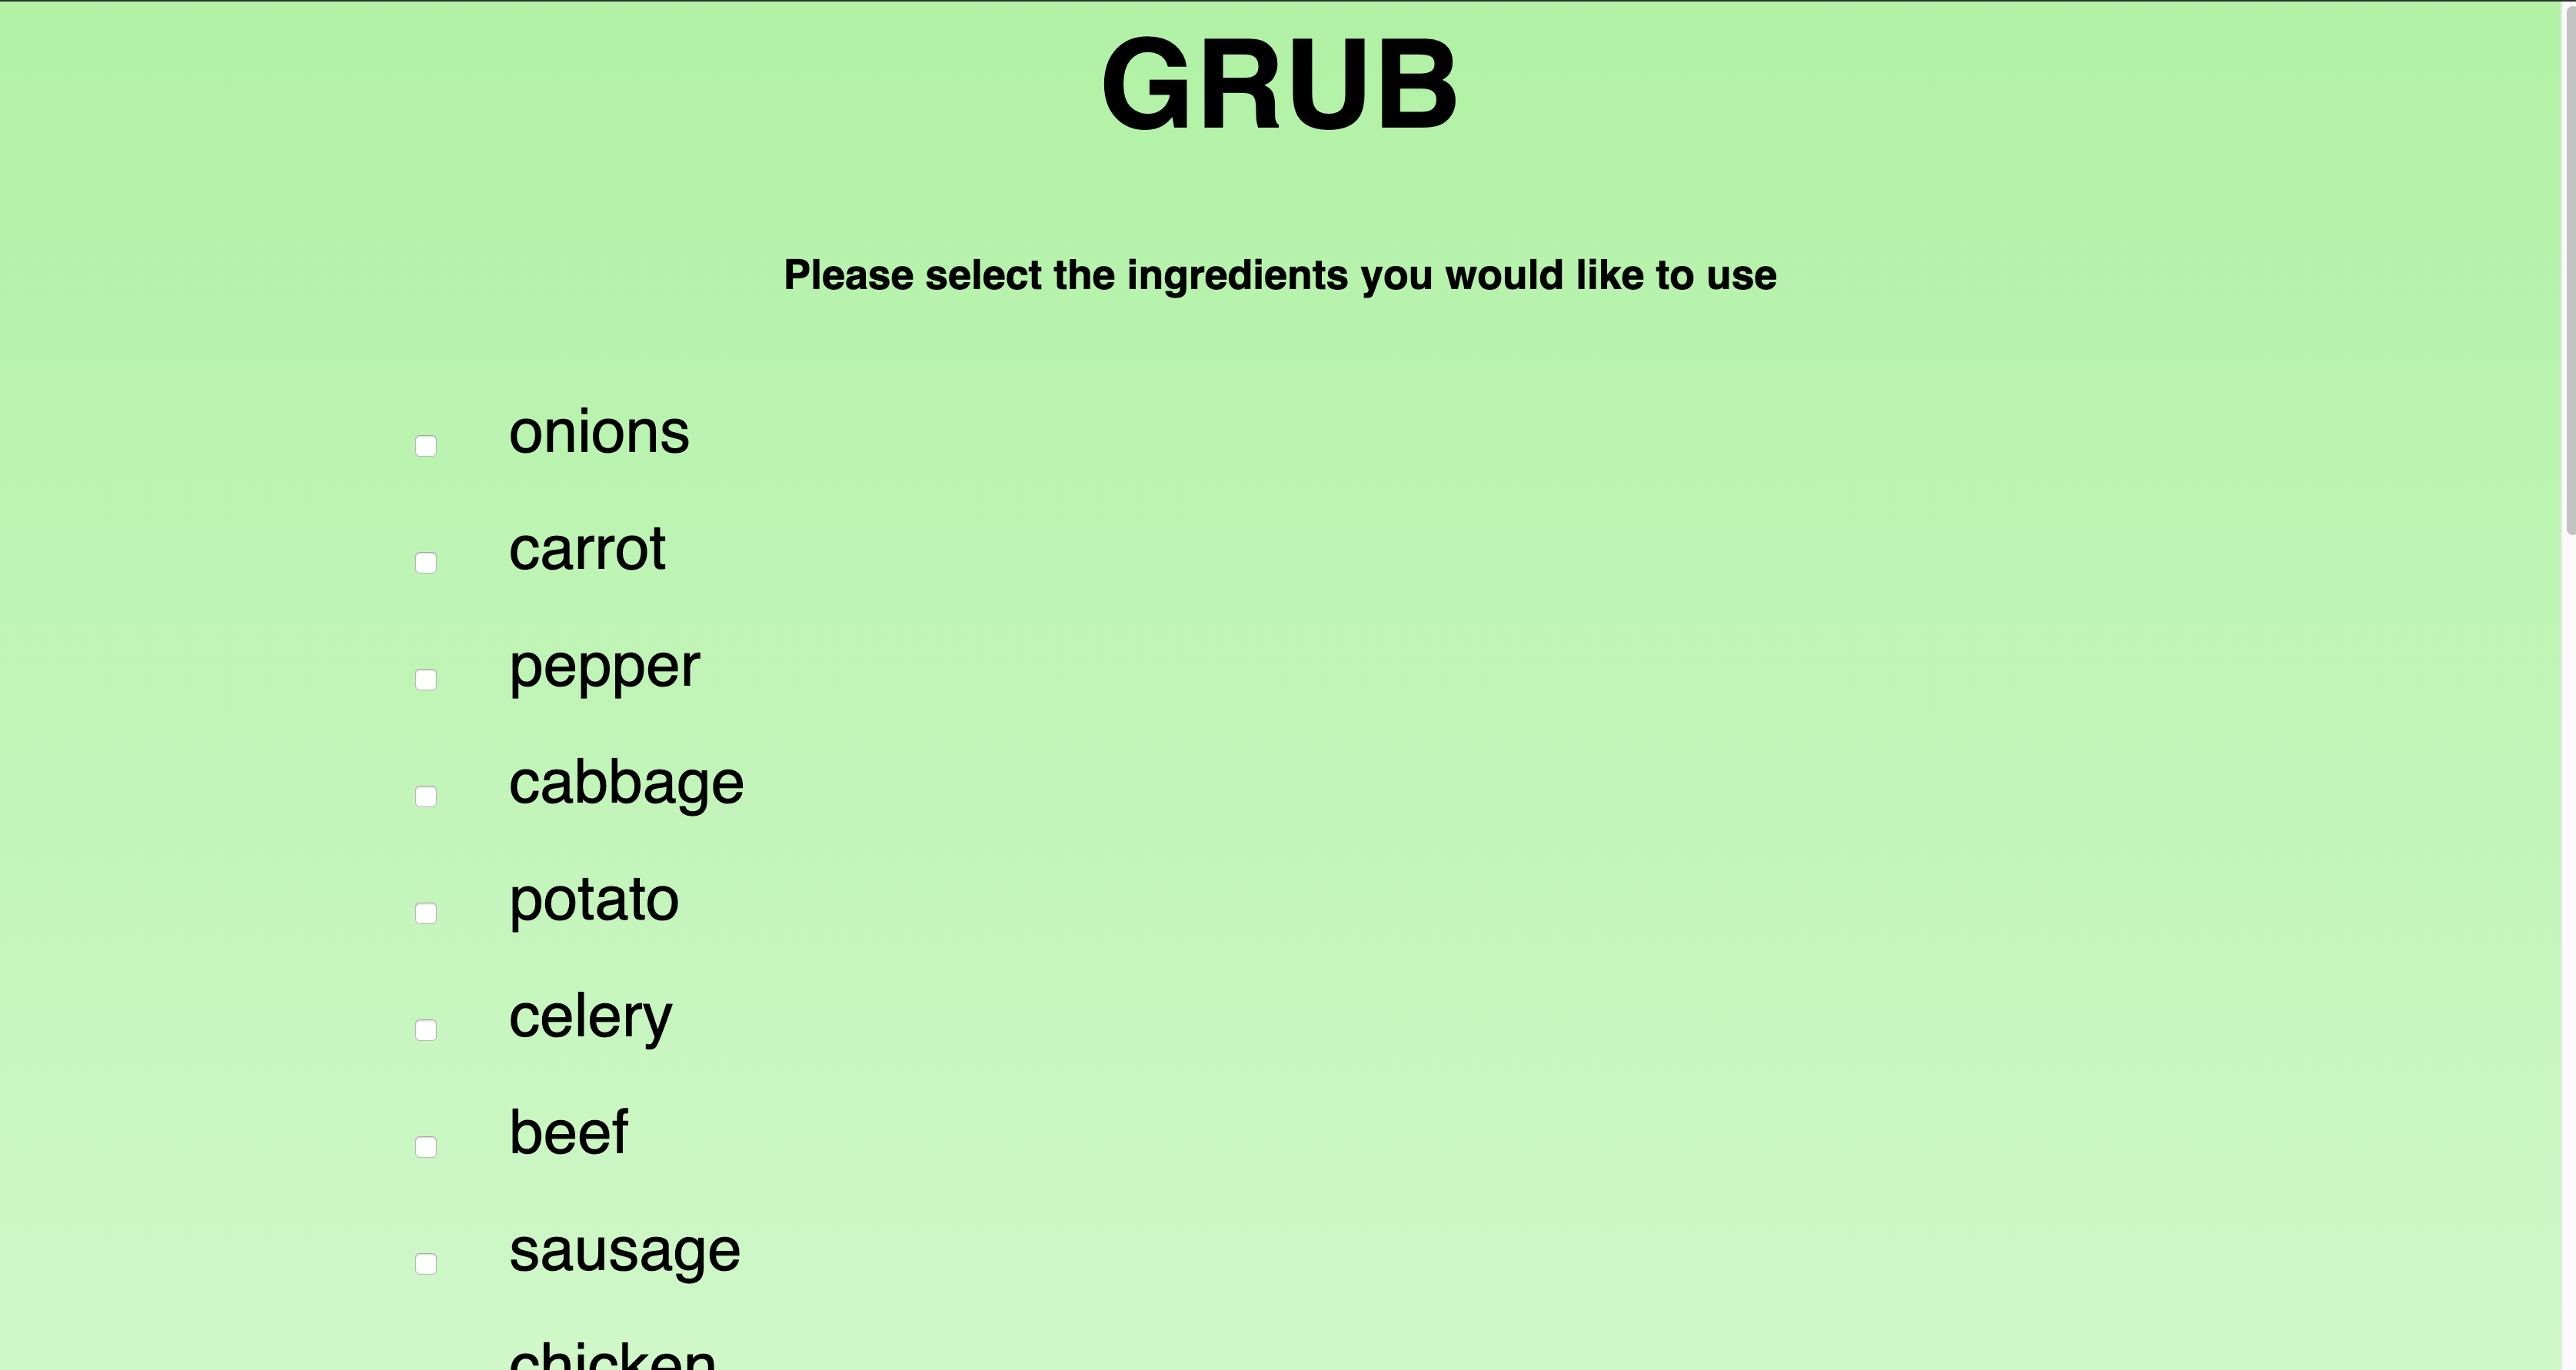 GRUB
Please select the ingredients you would like to use
onions
carrot
pepper
cabbage
potato
celery
beef
sausage
chicken